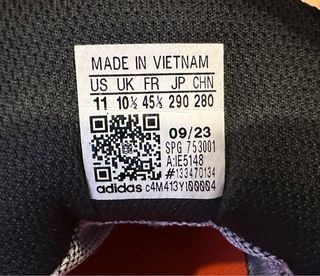 MADE IN VIETNAM
US UK FR JP CHN
11 10½ 45⅓ 290 280
09/23
SPG 753001
A:IE5148
#133470134
adidas c4M413YI00004